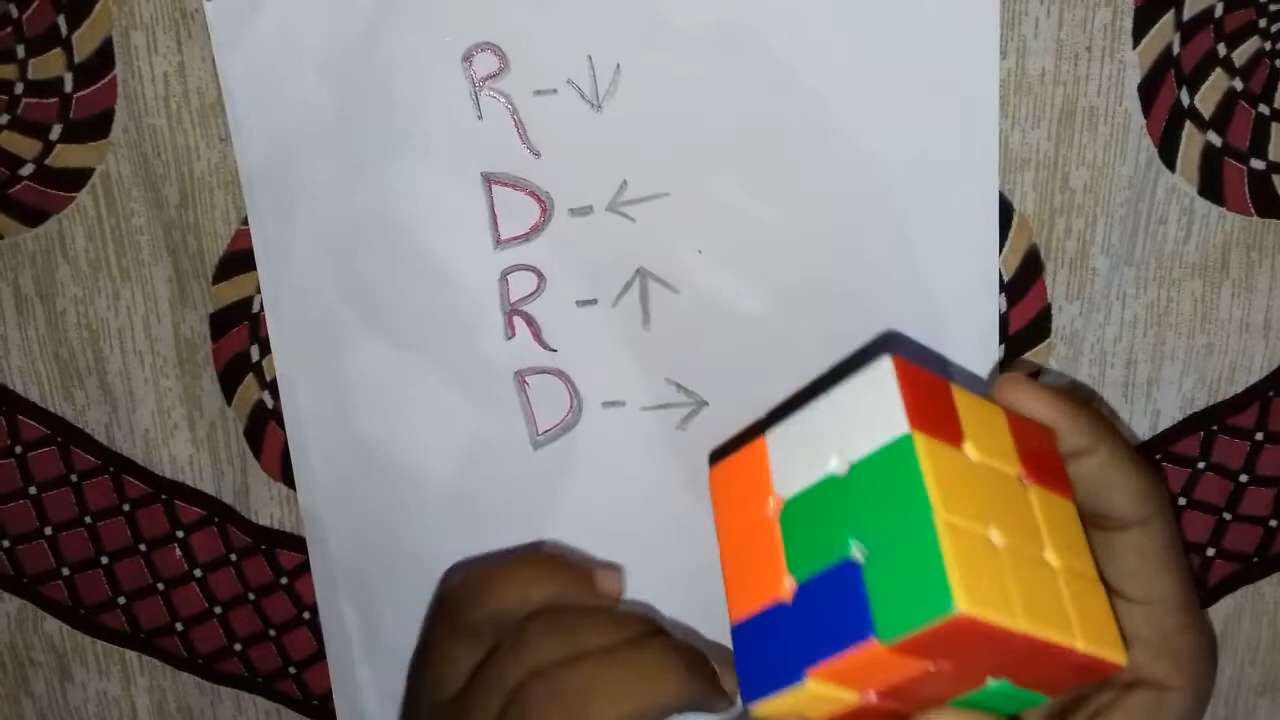 R - ↓
D - ←
R - ↑
D - →